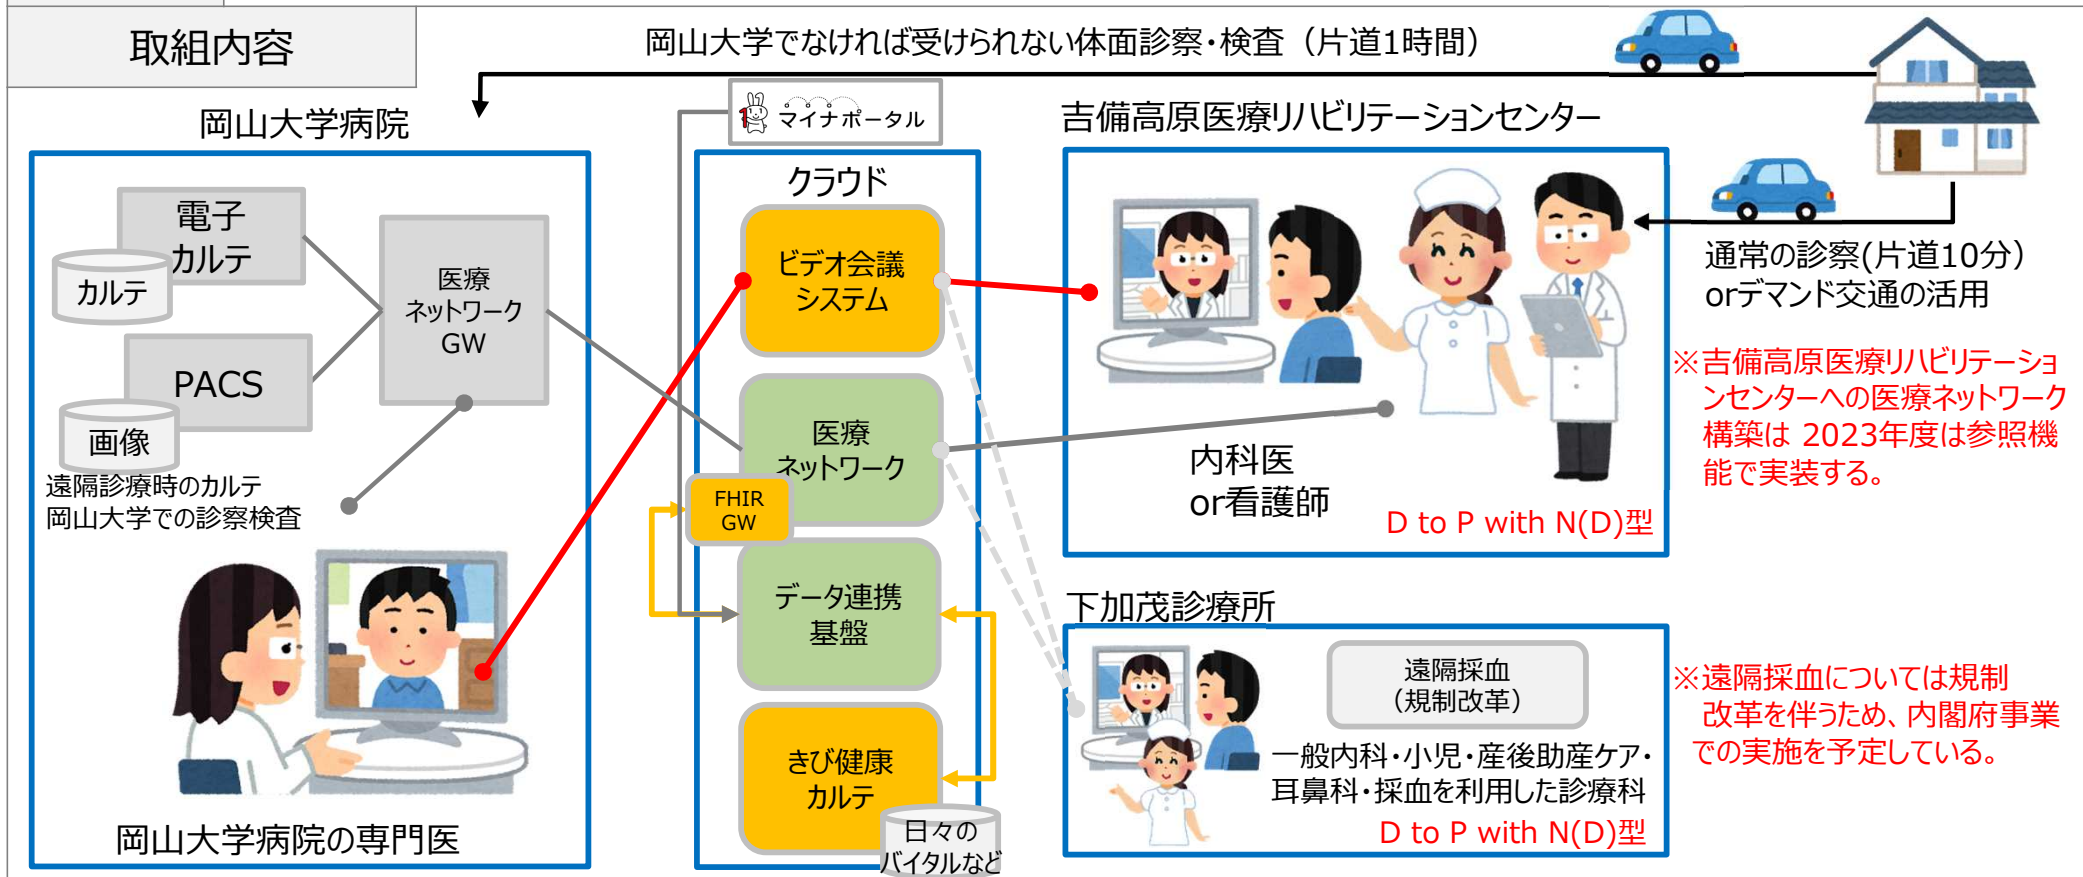 取組内容
岡山大学でなければ受けられない体面診察・検査（片道1時間）
岡山大学病院
電子
カルテ
カルテ
PACS
画像
医療
ネットワーク
GW
遠隔診療時のカルテ
岡山大学での診察検査
岡山大学病院の専門医
マイナポータル
クラウド
ビデオ会議
システム
医療
ネットワーク
FHIR
GW
データ連携
基盤
きび健康
カルテ
日々の
バイタルなど
吉備高原医療リハビリテーションセンター
内科医
or看護師
D to P with N(D)型
通常の診察(片道10分）
orデマンド交通の活用
※吉備高原医療リハビリテーショ
ンセンターへの医療ネットワーク
構築は 2023年度は参照機
能で実装する。
下加茂診療所
遠隔採血
（規制改革）
一般内科・小児・産後助産ケア・
耳鼻科・採血を利用した診療科
D to P with N(D)型
※遠隔採血については規制
改革を伴うため、内閣府事業
での実施を予定している。